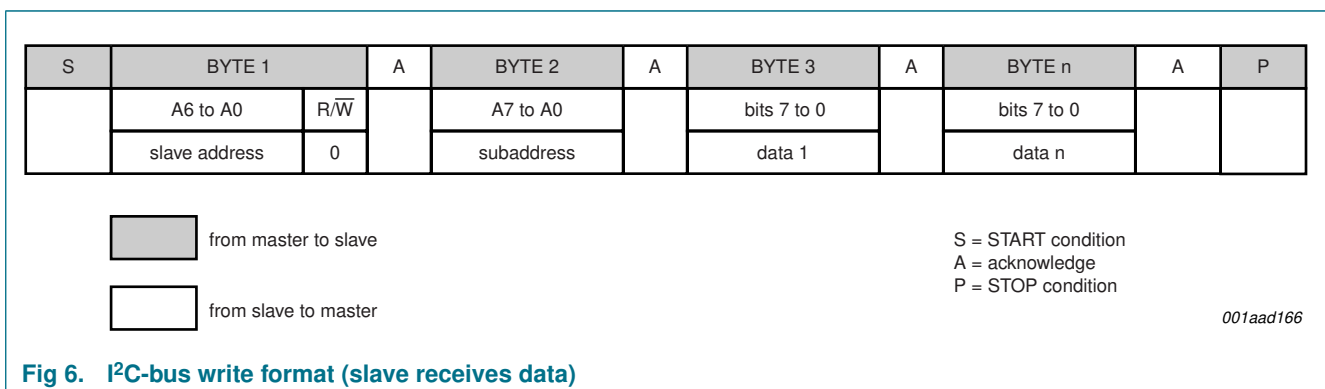 S BYTE 1 A BYTE 2 A BYTE 3 A BYTE n A P
A6 to A0 R/W̅ A7 to A0 bits 7 to 0 bits 7 to 0
slave address 0 subaddress data 1 data n
from master to slave
from slave to master
S = START condition
A = acknowledge
P = STOP condition
001aad166
Fig 6. I²C-bus write format (slave receives data)